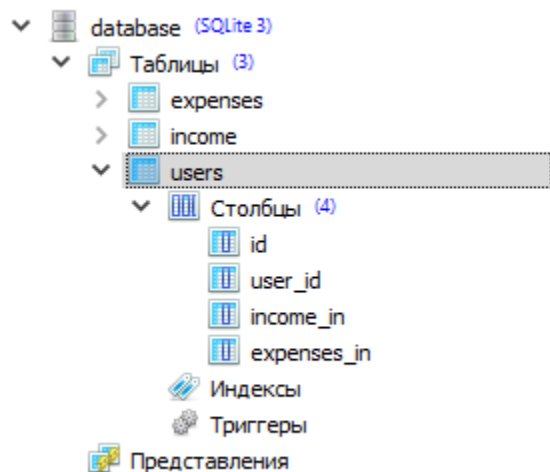 database (SQLite 3)
Таблицы (3)
expenses
income
users
Столбцы (4)
id
user_id
income_in
expenses_in
Индексы
Триггеры
Представления